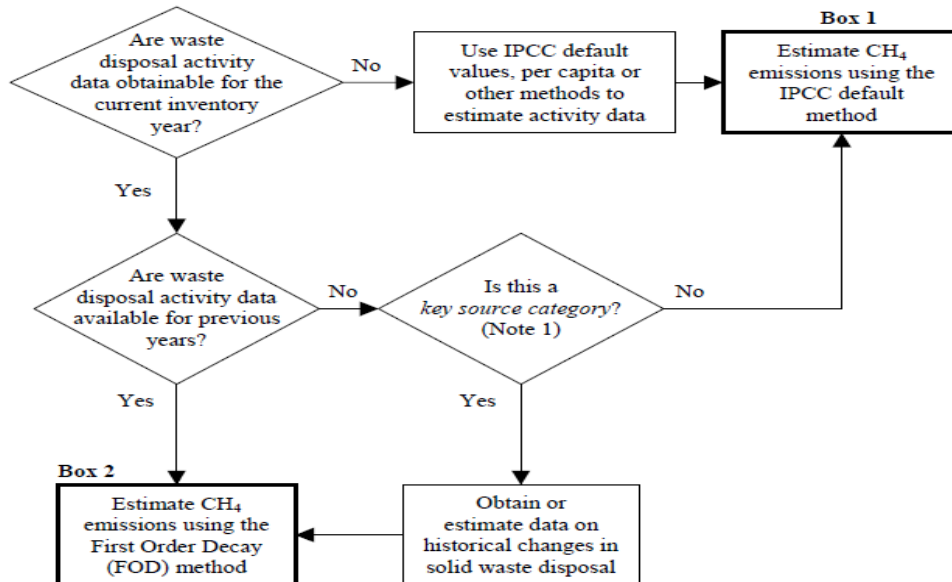 Are waste
disposal activity
data obtainable for the
current inventory
year?
No
Use IPCC default
values, per capita or
other methods to
estimate activity data
Box 1
Estimate CH₄
emissions using the
IPCC default
method
Yes
Are waste
disposal activity data
available for previous
years?
No
Is this a
key source category?
(Note 1)
No
Yes
Yes
Box 2
Estimate CH₄
emissions using the
First Order Decay
(FOD) method
Obtain or
estimate data on
historical changes in
solid waste disposal